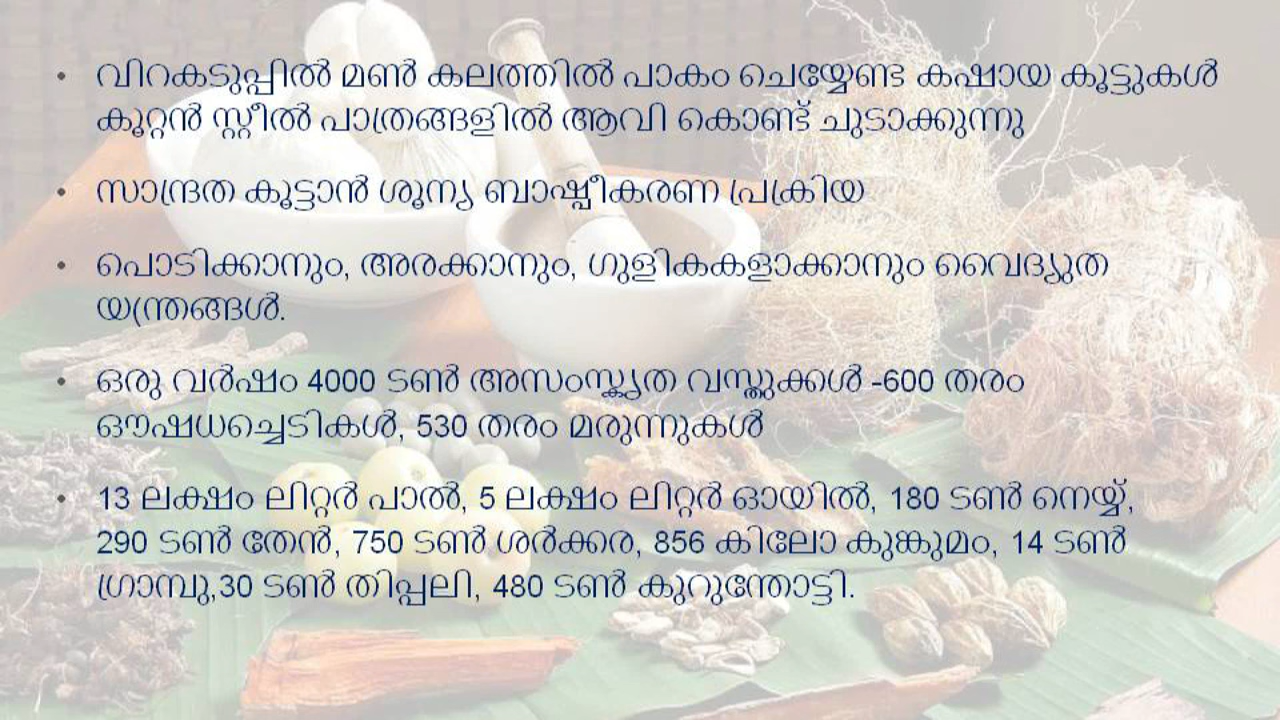 • വിറകടുപ്പിൽ മൺ കലത്തിൽ പാകം ചെയ്യേണ്ട കഷായ കൂട്ടുകൾ
കൂറ്റൻ സ്റ്റീൽ പാത്രങ്ങളിൽ ആവി കൊണ്ട് ചുടാക്കുന്നു
• സാന്ദ്രത കൂട്ടാൻ ശൂന്യ ബാഷ്പീകരണ പ്രക്രിയ
• പൊടിക്കാനും, അരക്കാനും, ഗുളികകളാക്കാനും വൈദ്യുത
യന്ത്രങ്ങൾ.
• ഒരു വർഷം 4000 ടൺ അസംസ്കൃത വസ്തുക്കൾ -600 തരം
ഔഷധച്ചെടികൾ, 530 തരം മരുന്നുകൾ
• 13 ലക്ഷം ലിറ്റർ പാൽ, 5 ലക്ഷം ലിറ്റർ ഓയിൽ, 180 ടൺ നെയ്യ്,
290 ടൺ തേൻ, 750 ടൺ ശർക്കര, 856 കിലോ കുങ്കുമം, 14 ടൺ
ഗ്രാമ്പു,30 ടൺ തിപ്പലി, 480 ടൺ കുറുന്തോട്ടി.